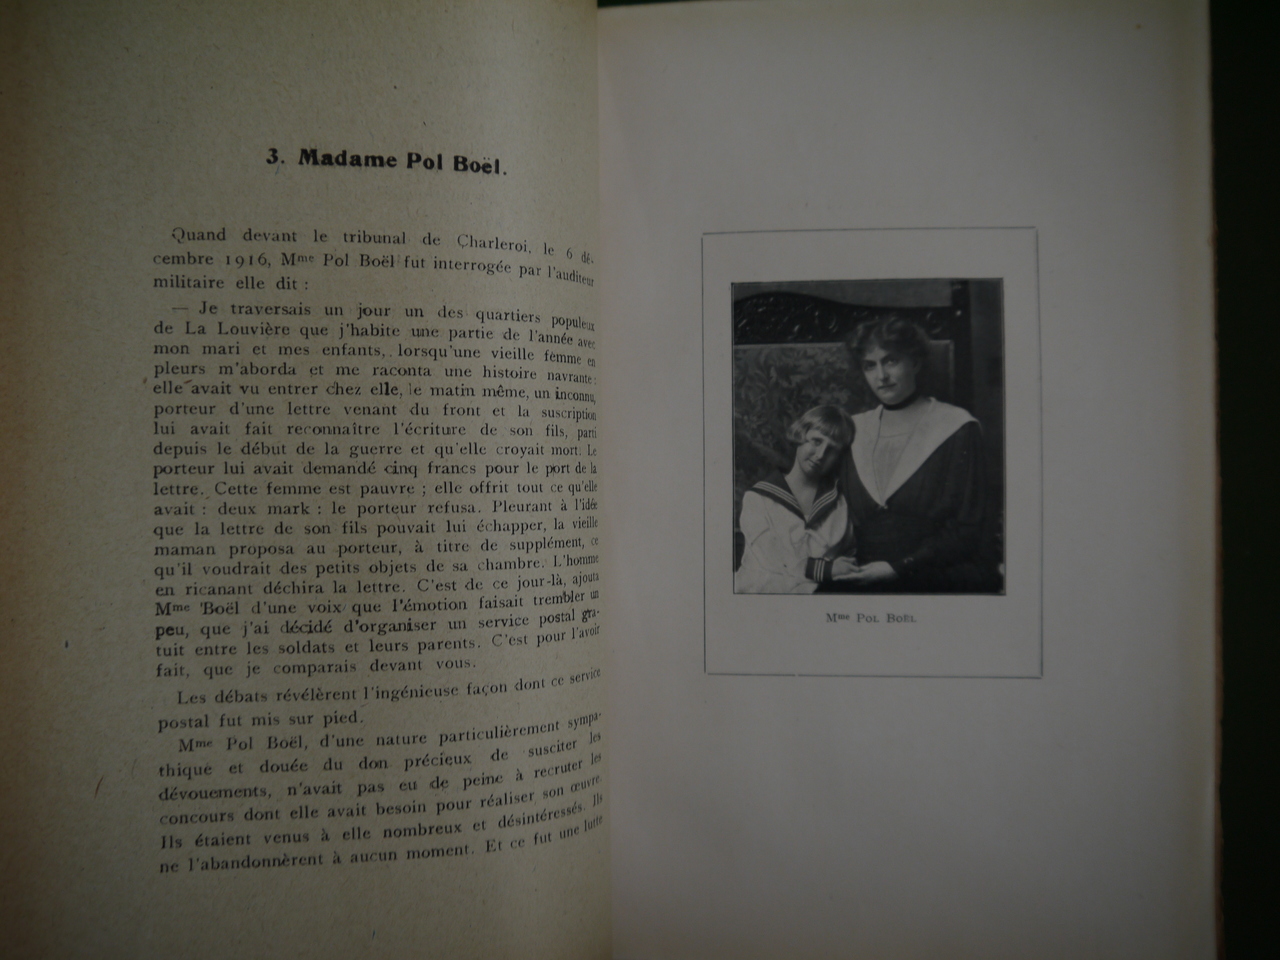 3. Madame Pol Boël.
Quand devant le tribunal de Charleroi, le 6 dé-
cembre 1916, Mme Pol Boël fut interrogée par l'auditeur
militaire elle dit :
— Je traversais un jour un des quartiers populeux
de La Louvière que j'habite une partie de l'année avec
mon mari et mes enfants, lorsqu'une vieille femme en
pleurs m'aborda et me raconta une histoire navrante :
elle avait vu entrer chez elle, le matin même, un inconnu,
porteur d'une lettre venant du front et la suscription
lui avait fait reconnaître l'écriture de son fils, parti
depuis le début de la guerre et qu'elle croyait mort. Le
porteur lui avait demandé cinq francs pour le port de la
lettre. Cette femme est pauvre ; elle offrit tout ce qu'elle
avait : deux mark : le porteur refusa. Pleurant à l'idée
que la lettre de son fils pouvait lui échapper, la vieille
maman proposa au porteur, à titre de supplément, ce
qu'il voudrait des petits objets de sa chambre. L'homme
en ricanant déchira la lettre. C'est de ce jour-là, ajouta
Mme Boël d'une voix que l'émotion faisait trembler un
peu, que j'ai décidé d'organiser un service postal gra-
tuit entre les soldats et leurs parents. C'est pour l'avoir
fait, que je comparais devant vous.
Les débats révélèrent l'ingénieuse façon dont ce service
postal fut mis sur pied.
Mme Pol Boël, d'une nature particulièrement sympa-
thique et douée du don précieux de susciter les
dévouements, n'avait pas eu de peine à recruter les
concours dont elle avait besoin pour réaliser son œuvre.
Ils étaient venus à elle nombreux et désintéressés. Ils
ne l'abandonnèrent à aucun moment. Et ce fut une lutte
Mme POL BOËL